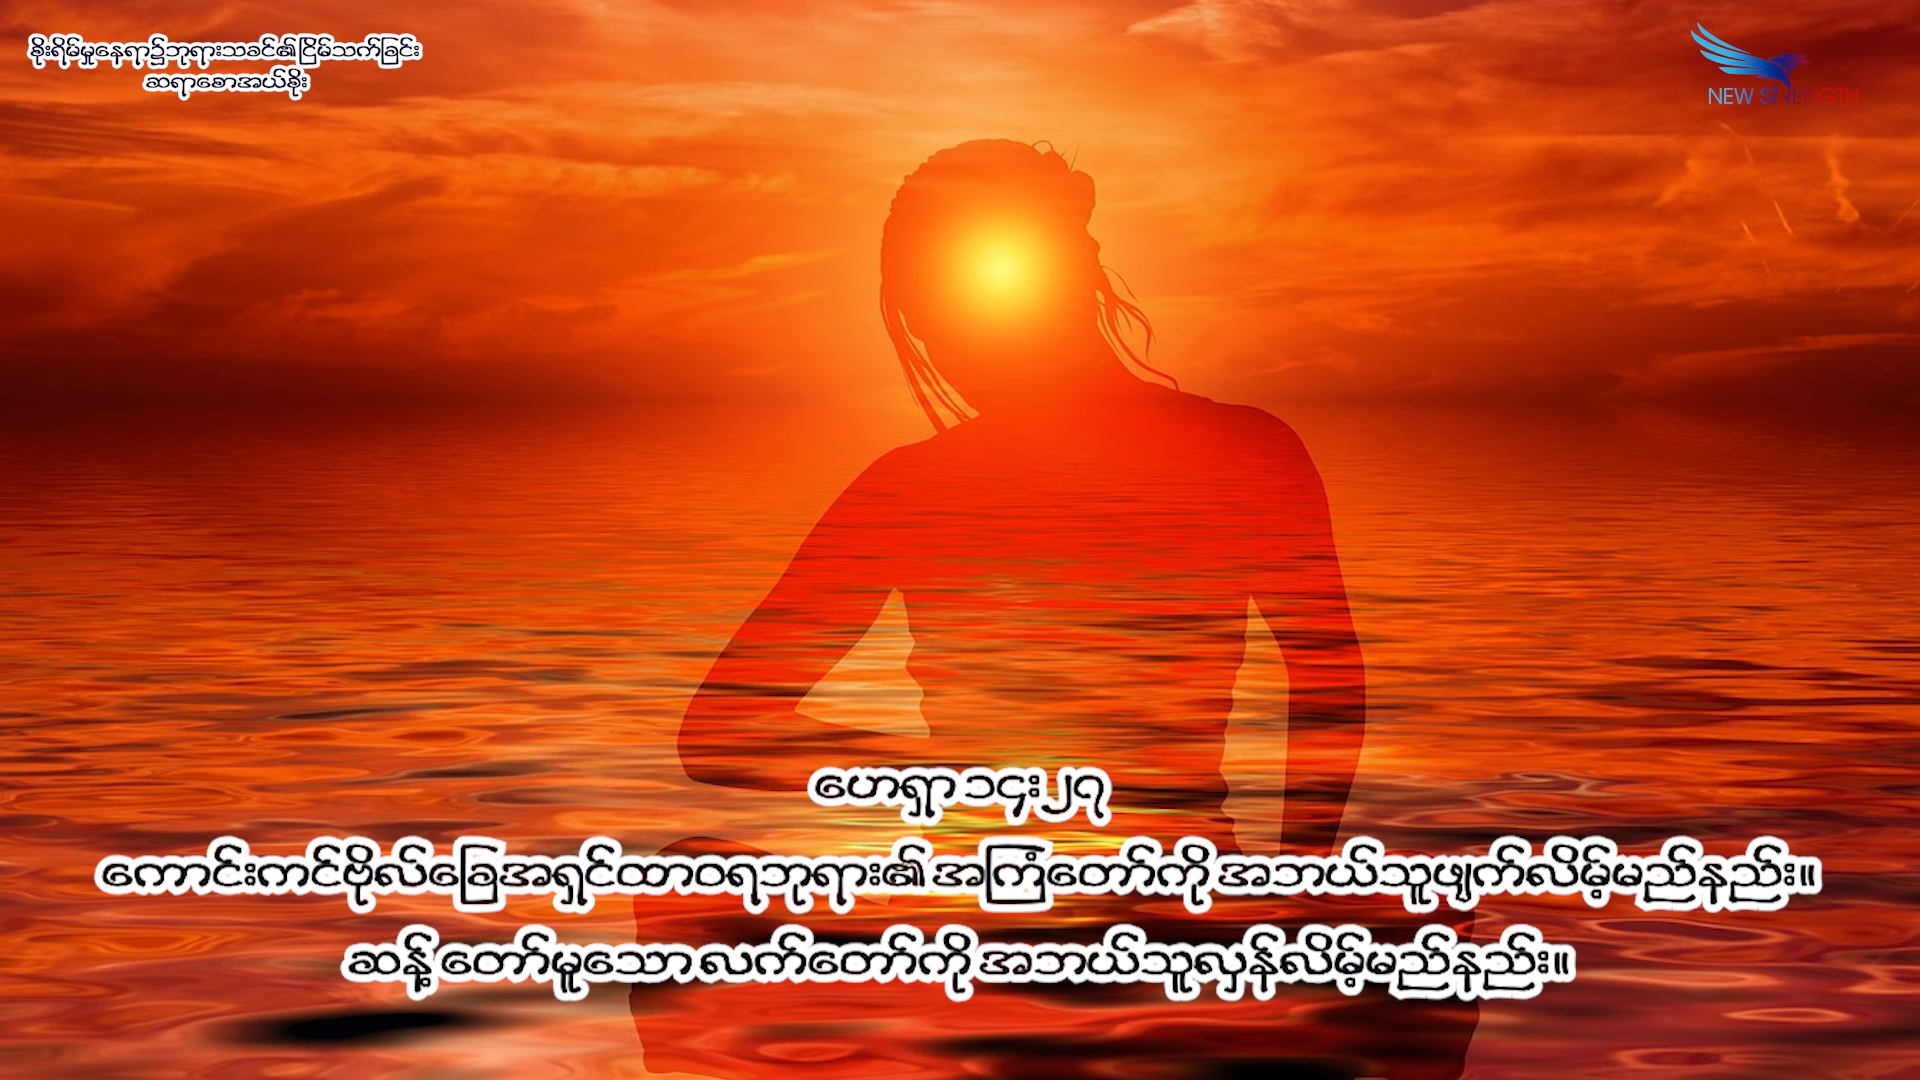 စိုးရိမ်မှုနေရာ၌ဘုရားသခင်၏ငြိမ်သက်ခြင်း
ဆရာစောအယ်စိုး
NEW STRENGTH
ဟေရှာ ၁၄း၂၇
ကောင်းကင်ဗိုလ်ခြေအရှင်ထာဝရဘုရား၏ အကြံတော်ကို အဘယ်သူဖျက်လိမ့်မည်နည်း။
ဆန့် တော်မူသော လက်တော်ကို အဘယ်သူလှန်လိမ့်မည်နည်း။